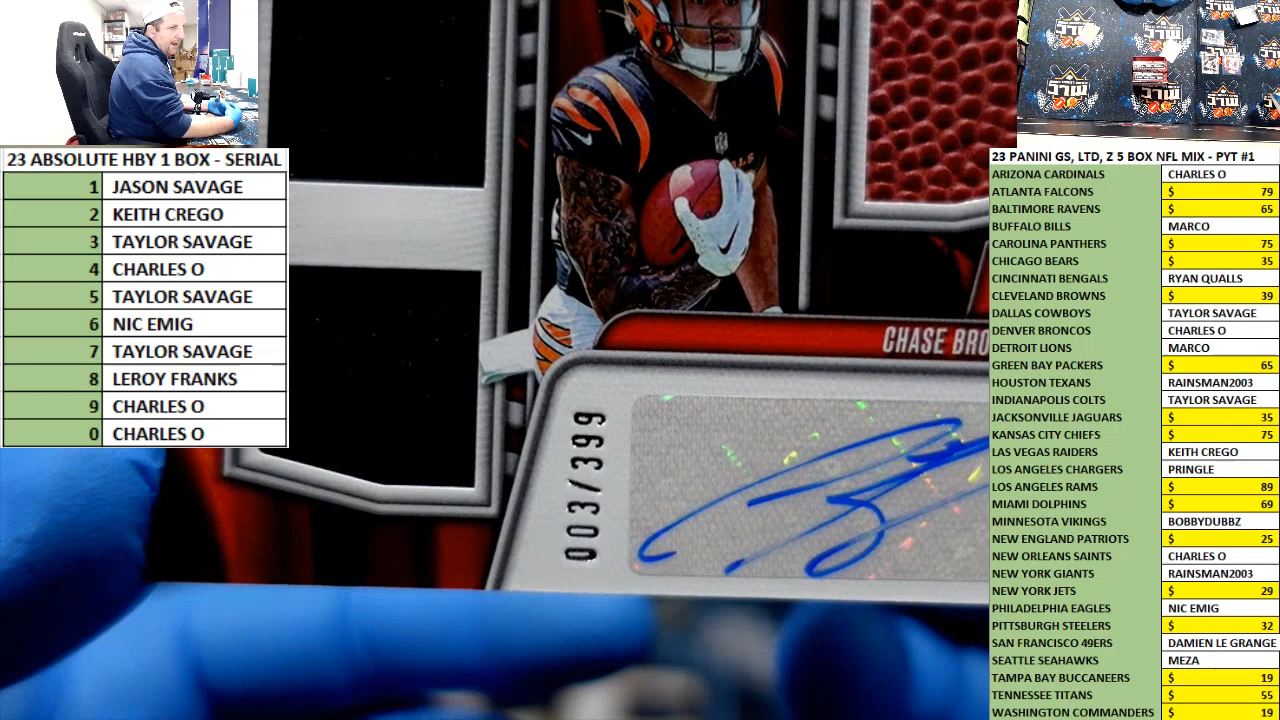 23 ABSOLUTE HBY 1 BOX - SERIAL
1 JASON SAVAGE
2 KEITH CREGO
3 TAYLOR SAVAGE
4 CHARLES O
5 TAYLOR SAVAGE
6 NIC EMIG
7 TAYLOR SAVAGE
8 LEROY FRANKS
9 CHARLES O
0 CHARLES O
CHASE BRO
003/399
23 PANINI GS, LTD, Z 5 BOX NFL MIX - PYT #1
ARIZONA CARDINALS CHARLES O
ATLANTA FALCONS $ 79
BALTIMORE RAVENS $ 65
BUFFALO BILLS MARCO
CAROLINA PANTHERS $ 75
CHICAGO BEARS $ 35
CINCINNATI BENGALS RYAN QUALLS
CLEVELAND BROWNS $ 39
DALLAS COWBOYS TAYLOR SAVAGE
DENVER BRONCOS CHARLES O
DETROIT LIONS MARCO
GREEN BAY PACKERS $ 65
HOUSTON TEXANS RAINSMAN2003
INDIANAPOLIS COLTS TAYLOR SAVAGE
JACKSONVILLE JAGUARS $ 35
KANSAS CITY CHIEFS $ 75
LAS VEGAS RAIDERS KEITH CREGO
LOS ANGELES CHARGERS PRINGLE
LOS ANGELES RAMS $ 89
MIAMI DOLPHINS $ 69
MINNESOTA VIKINGS BOBBYDUBBZ
NEW ENGLAND PATRIOTS $ 25
NEW ORLEANS SAINTS CHARLES O
NEW YORK GIANTS RAINSMAN2003
NEW YORK JETS $ 29
PHILADELPHIA EAGLES NIC EMIG
PITTSBURGH STEELERS $ 32
SAN FRANCISCO 49ERS DAMIEN LE GRANGE
SEATTLE SEAHAWKS MEZA
TAMPA BAY BUCCANEERS $ 19
TENNESSEE TITANS $ 55
WASHINGTON COMMANDERS $ 19